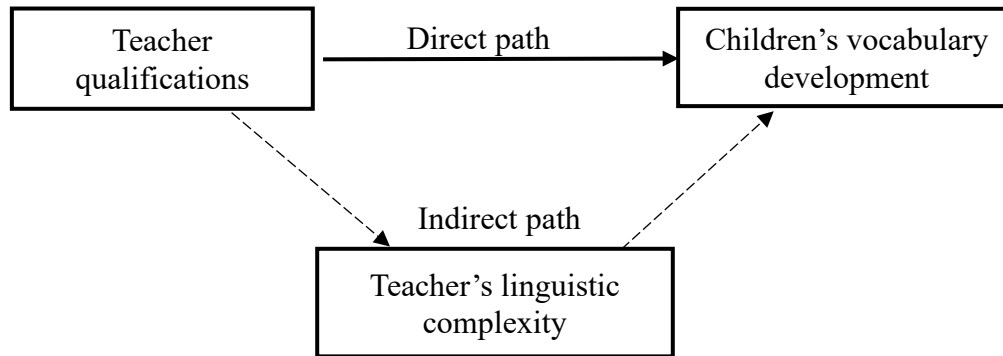 Teacher
qualifications
Direct path
Children’s vocabulary
development
Indirect path
Teacher’s linguistic
complexity